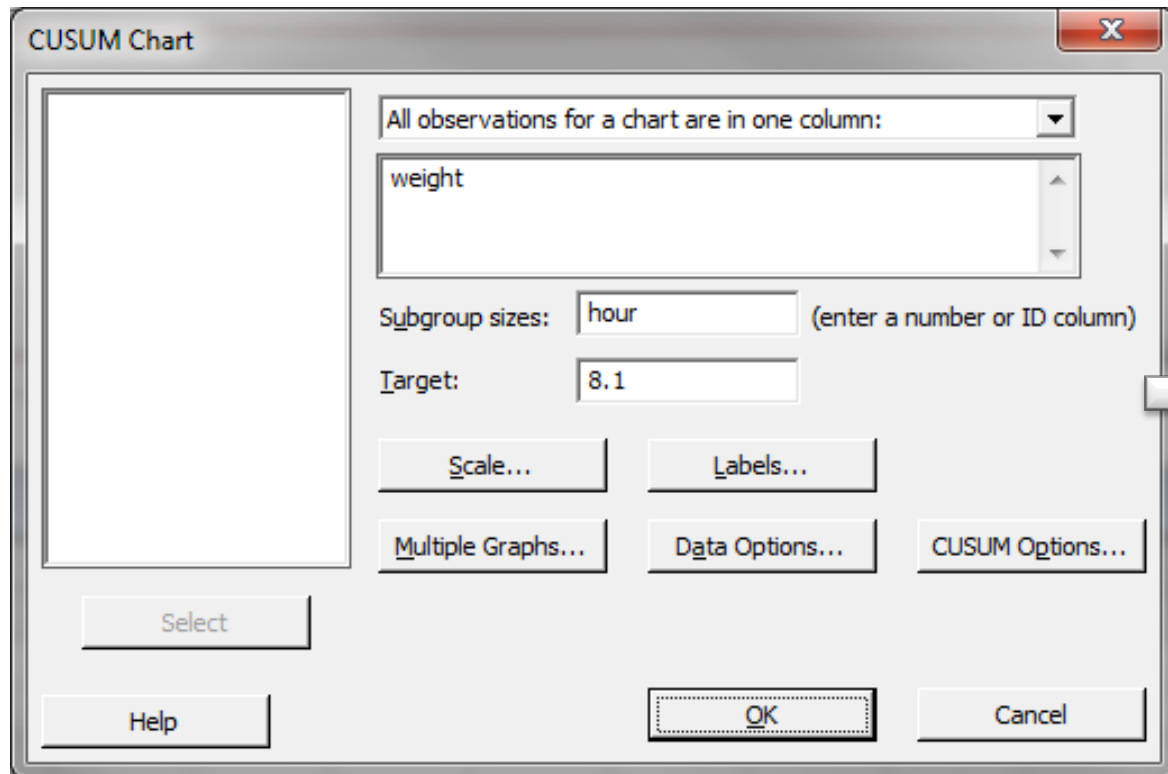 CUSUM Chart
All observations for a chart are in one column:
weight
Subgroup sizes: hour (enter a number or ID column)
Target: 8.1
Scale... Labels...
Multiple Graphs... Data Options... CUSUM Options...
Select
Help OK Cancel